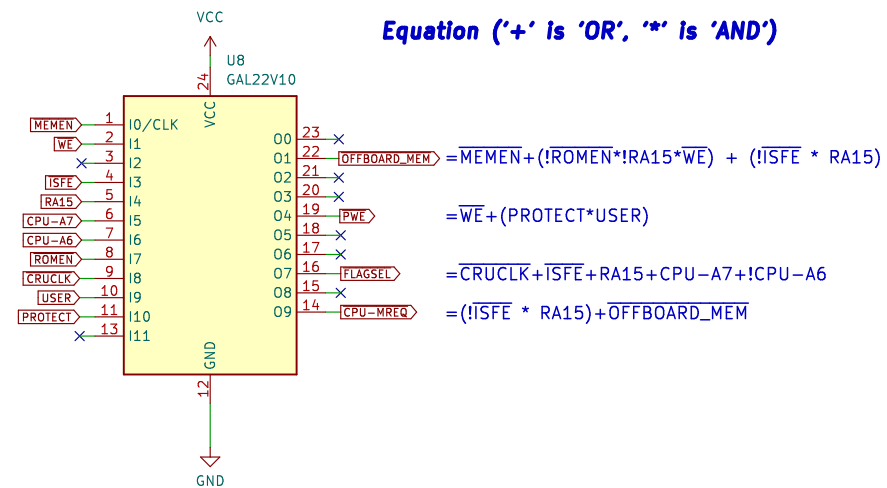 VCC
Equation ('+' is 'OR', '*' is 'AND')
U8
GAL22V10
24
VCC
MEMEN 1 I0/CLK
WE 2 I1
3 I2
ISFE 4 I3
RA15 5 I4
CPU-A7 6 I5
CPU-A6 7 I6
ROMEN 8 I7
CRUCLK 9 I8
USER 10 I9
PROTECT 11 I10
13 I11
O0 23
O1 22 OFFBOARD_MEM =MEMEN+(!ROMEN*!RA15*WE) + (!ISFE * RA15)
O2 21
O3 20
O4 19 PWE =WE+(PROTECT*USER)
O5 18
O6 17
O7 16 FLAGSEL =CRUCLK+ISFE+RA15+CPU-A7+!CPU-A6
O8 15
O9 14 CPU-MREQ =(!ISFE * RA15)+OFFBOARD_MEM
GND
12
GND